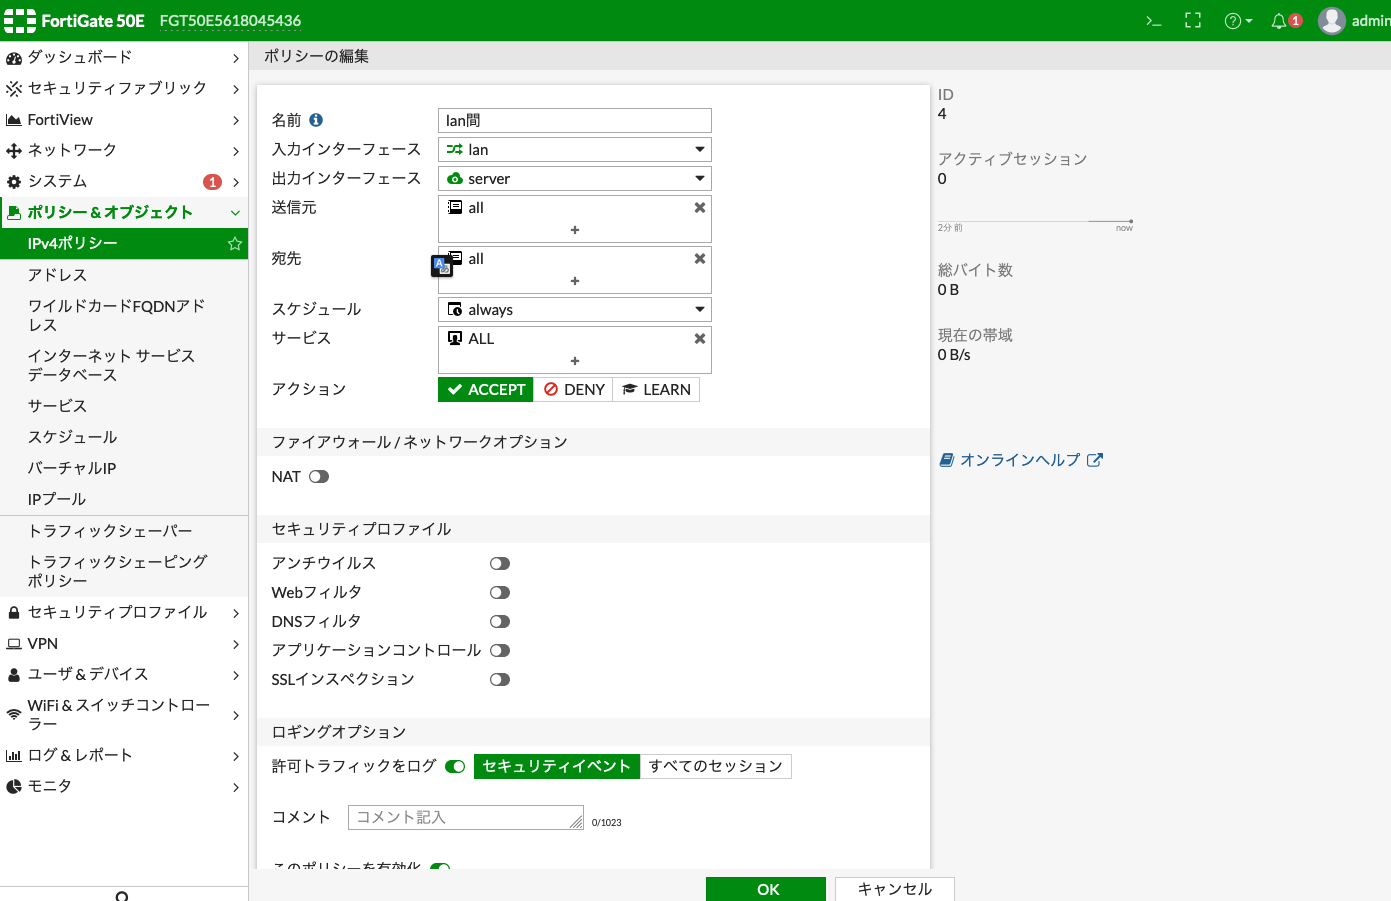 FortiGate 50E FGT50E5618045436
1 admin
ダッシュボード
セキュリティファブリック
FortiView
ネットワーク
システム 1
ポリシー & オブジェクト
IPv4ポリシー
アドレス
ワイルドカードFQDNアド
レス
インターネット サービス
データベース
サービス
スケジュール
バーチャルIP
IPプール
トラフィックシェーパー
トラフィックシェーピング
ポリシー
セキュリティプロファイル
VPN
ユーザ & デバイス
WiFi & スイッチコントロー
ラー
ログ & レポート
モニタ
ポリシーの編集
名前 lan間
入力インターフェース lan
出力インターフェース server
送信元 all
+
宛先 all
+
スケジュール always
サービス ALL
+
アクション ACCEPT DENY LEARN
ファイアウォール / ネットワークオプション
NAT
セキュリティプロファイル
アンチウイルス
Webフィルタ
DNSフィルタ
アプリケーションコントロール
SSLインスペクション
ロギングオプション
許可トラフィックをログ セキュリティイベント すべてのセッション
コメント コメント記入 0/1023
このポリシーを有効化
OK キャンセル
ID
4
アクティブセッション
0
2分 前 now
総バイト数
0 B
現在の帯域
0 B/s
オンラインヘルプ